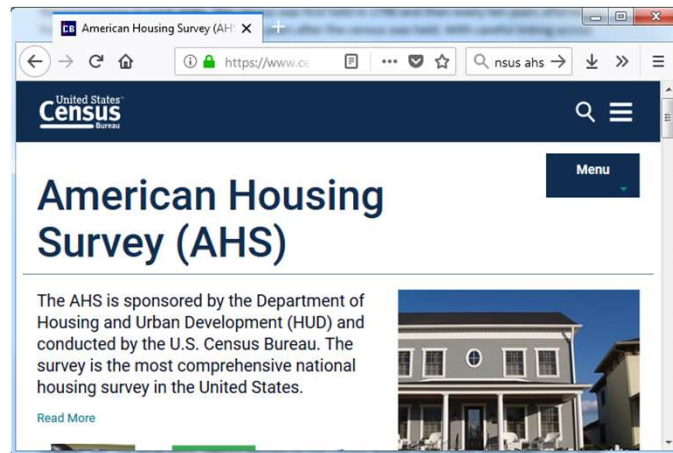 CB American Housing Survey (AH
https://www.ce
nsus ahs
United States
Census
Bureau
Menu
American Housing
Survey (AHS)
The AHS is sponsored by the Department of
Housing and Urban Development (HUD) and
conducted by the U.S. Census Bureau. The
survey is the most comprehensive national
housing survey in the United States.
Read More